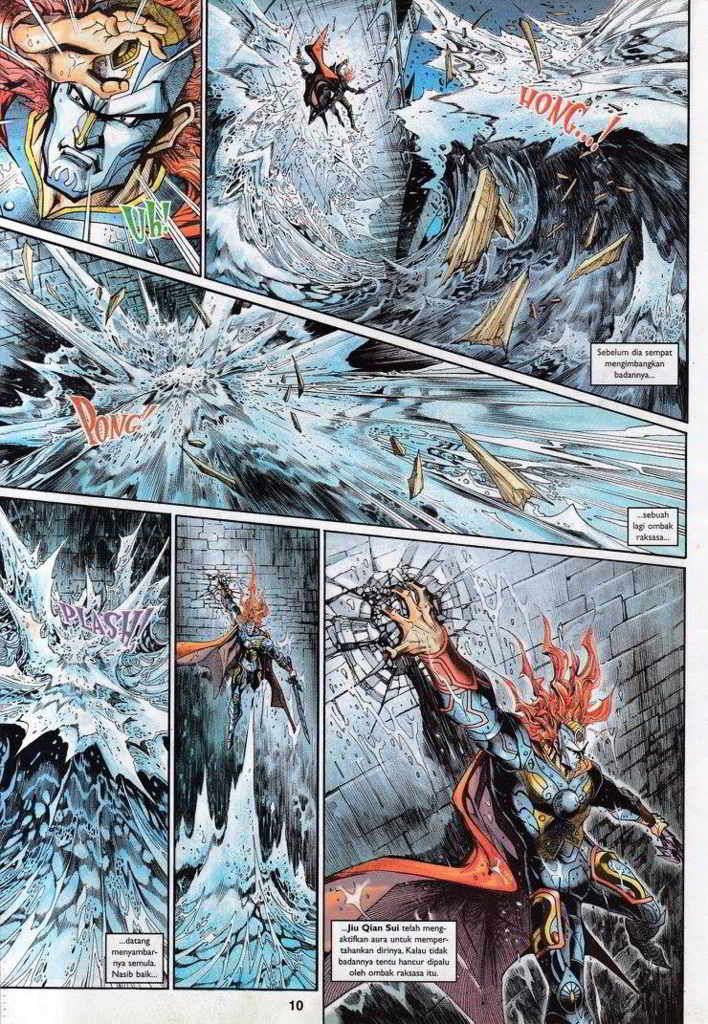 UH!
HONG...!
Sebelum dia sempat
mengimbangkan
badannya...
PONG!
...sebuah
lagi ombak
raksasa...
PLASH!
...datang
menyambar-
nya semula.
Nasib baik...
...Jiu Qian Sui telah meng-
aktifkan aura untuk memper-
tahankan dirinya. Kalau tidak
badannya tentu hancur dipalu
oleh ombak raksasa itu.
10